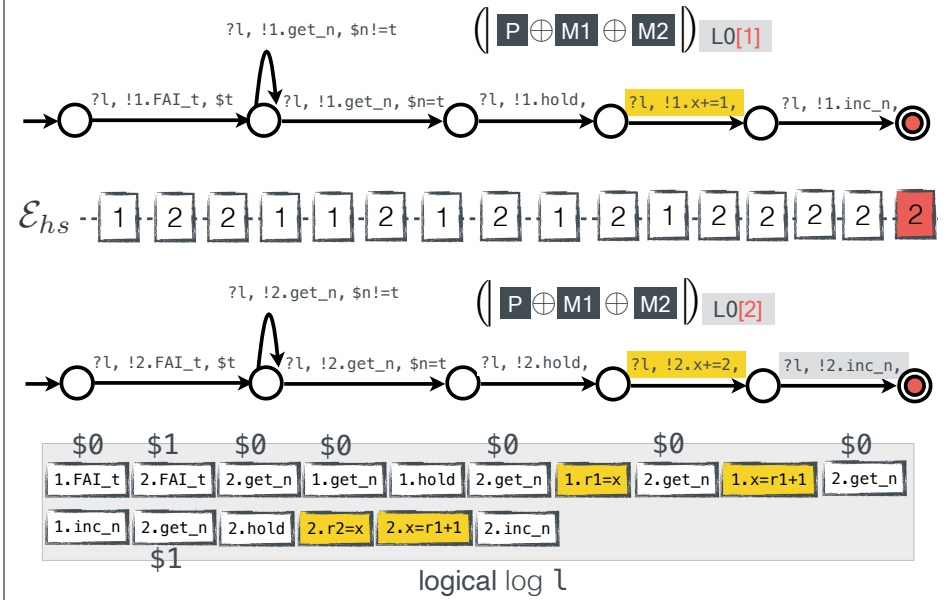 ?l, !1.get_n, $n!=t
(| P ⊕ M1 ⊕ M2 |) L0[1]
?l, !1.FAI_t, $t ?l, !1.get_n, $n=t ?l, !1.hold, ?l, !1.x+=1, ?l, !1.inc_n,
ℰhs 1 2 2 1 1 2 1 2 1 2 1 2 2 2 2 2
?l, !2.get_n, $n!=t
(| P ⊕ M1 ⊕ M2 |) L0[2]
?l, !2.FAI_t, $t ?l, !2.get_n, $n=t ?l, !2.hold, ?l, !2.x+=2, ?l, !2.inc_n,
$0 $1 $0 $0 $0 $0 $0
1.FAI_t 2.FAI_t 2.get_n 1.get_n 1.hold 2.get_n 1.r1=x 2.get_n 1.x=r1+1 2.get_n
1.inc_n 2.get_n 2.hold 2.r2=x 2.x=r1+1 2.inc_n
$1
logical log l